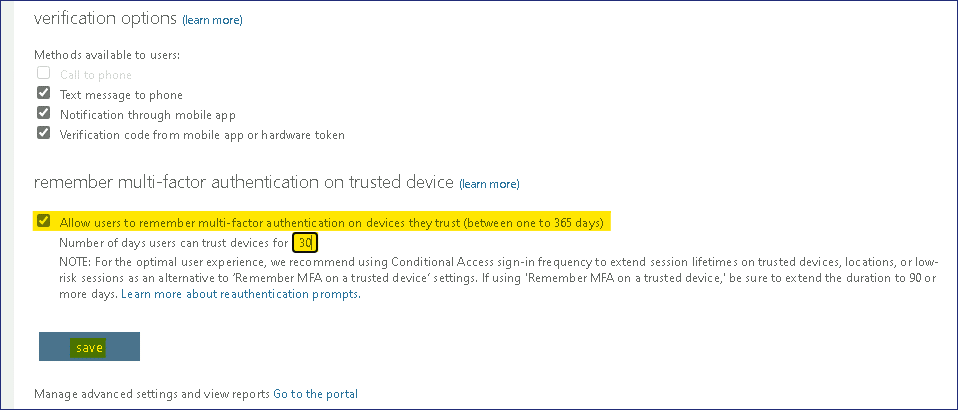 verification options (learn more)
Methods available to users:
Call to phone
Text message to phone
Notification through mobile app
Verification code from mobile app or hardware token
remember multi-factor authentication on trusted device (learn more)
Allow users to remember multi-factor authentication on devices they trust (between one to 365 days)
Number of days users can trust devices for 30
NOTE: For the optimal user experience, we recommend using Conditional Access sign-in frequency to extend session lifetimes on trusted devices, locations, or low-
risk sessions as an alternative to 'Remember MFA on a trusted device' settings. If using 'Remember MFA on a trusted device,' be sure to extend the duration to 90 or
more days. Learn more about reauthentication prompts.
save
Manage advanced settings and view reports Go to the portal